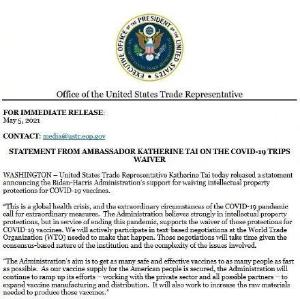 EXECUTIVE OFFICE OF THE PRESIDENT OF THE UNITED STATES
Office of the United States Trade Representative
FOR IMMEDIATE RELEASE:
May 5, 2021
CONTACT: media@ustr.eop.gov
STATEMENT FROM AMBASSADOR KATHERINE TAI ON THE COVID-19 TRIPS
WAIVER
WASHINGTON – United States Trade Representative Katherine Tai today released a statement
announcing the Biden-Harris Administration's support for waiving intellectual property
protections for COVID-19 vaccines.
"This is a global health crisis, and the extraordinary circumstances of the COVID-19 pandemic
call for extraordinary measures. The Administration believes strongly in intellectual property
protections, but in service of ending this pandemic, supports the waiver of those protections for
COVID-19 vaccines. We will actively participate in text-based negotiations at the World Trade
Organization (WTO) needed to make that happen. Those negotiations will take time given the
consensus-based nature of the institution and the complexity of the issues involved.
"The Administration's aim is to get as many safe and effective vaccines to as many people as fast
as possible. As our vaccine supply for the American people is secured, the Administration will
continue to ramp up its efforts – working with the private sector and all possible partners – to
expand vaccine manufacturing and distribution. It will also work to increase the raw materials
needed to produce those vaccines."